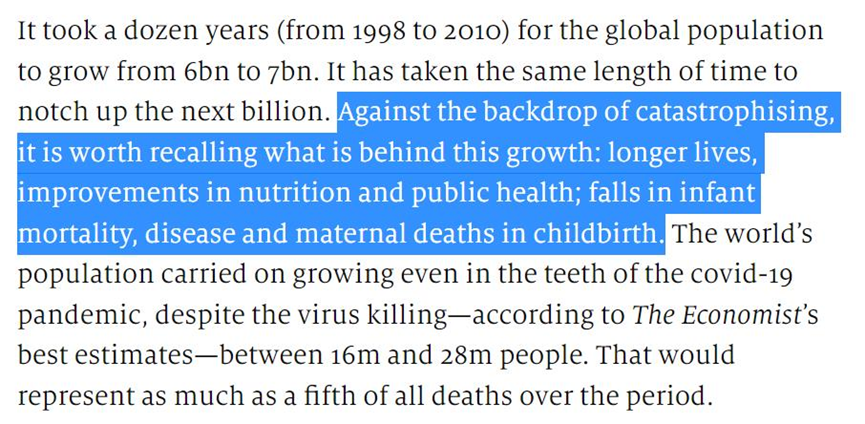 It took a dozen years (from 1998 to 2010) for the global population
to grow from 6bn to 7bn. It has taken the same length of time to
notch up the next billion. Against the backdrop of catastrophising,
it is worth recalling what is behind this growth: longer lives,
improvements in nutrition and public health; falls in infant
mortality, disease and maternal deaths in childbirth. The world’s
population carried on growing even in the teeth of the covid-19
pandemic, despite the virus killing—according to The Economist’s
best estimates—between 16m and 28m people. That would
represent as much as a fifth of all deaths over the period.